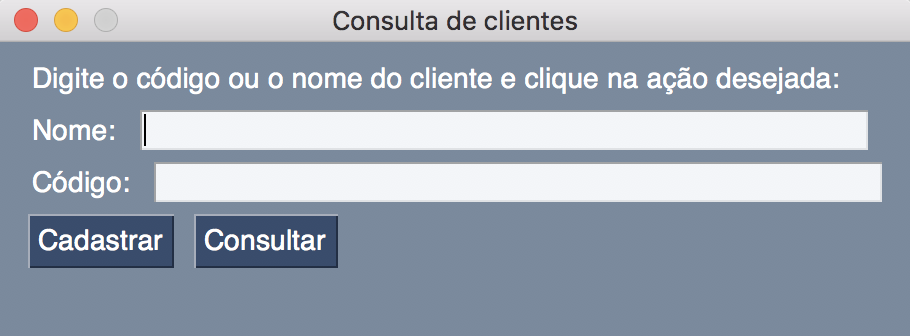 Consulta de clientes
Digite o código ou o nome do cliente e clique na ação desejada:
Nome:
Código:
Cadastrar Consultar